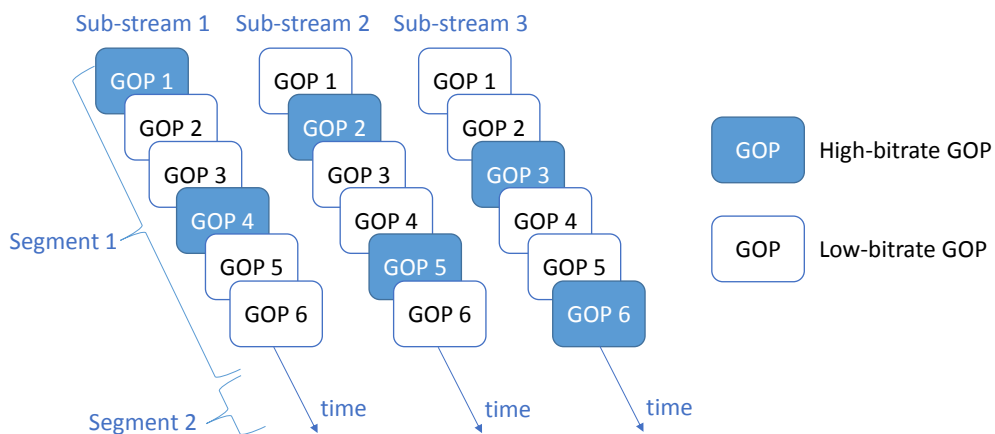 Sub-stream 1
Sub-stream 2
Sub-stream 3
GOP 1
GOP 2
GOP 3
GOP 4
GOP 5
GOP 6
GOP 1
GOP 2
GOP 3
GOP 4
GOP 5
GOP 6
GOP 1
GOP 2
GOP 3
GOP 4
GOP 5
GOP 6
Segment 1
Segment 2
time
time
time
GOP
High-bitrate GOP
GOP
Low-bitrate GOP